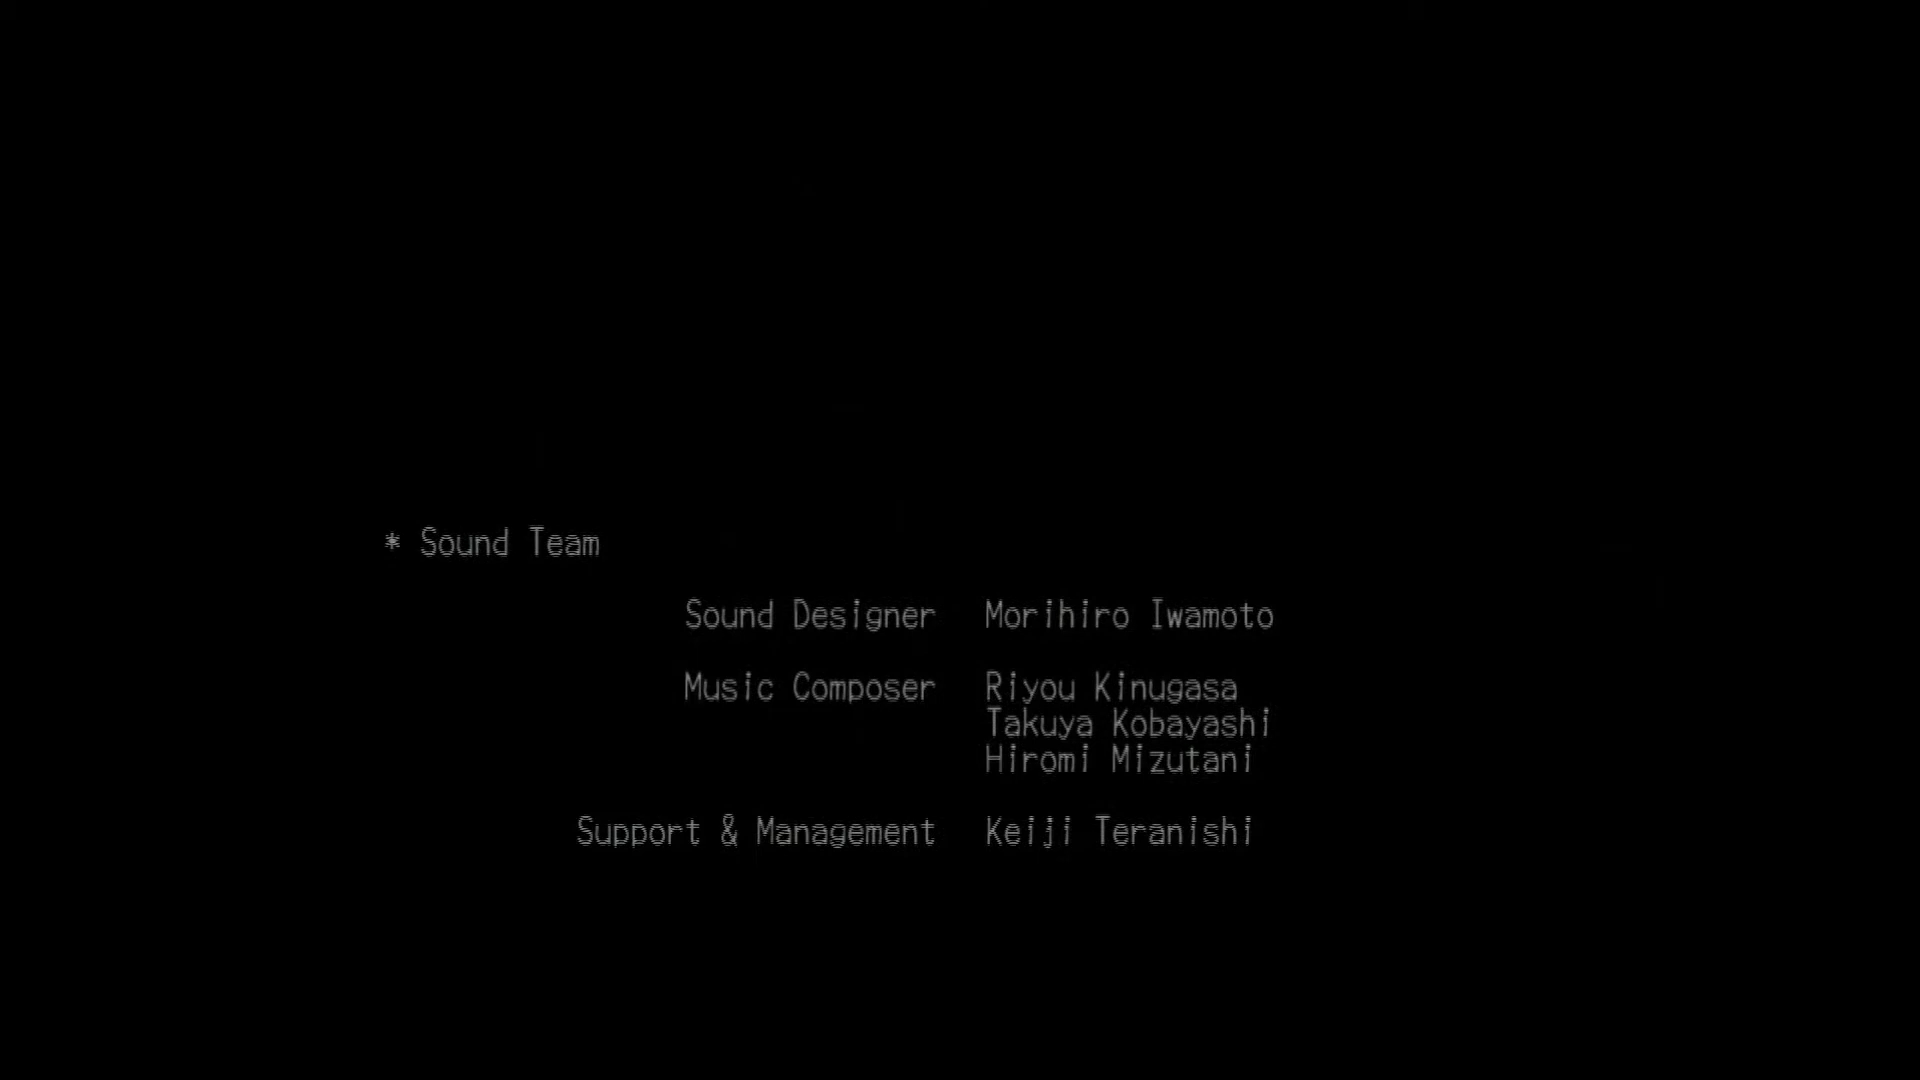 * Sound Team
Sound Designer Morihiro Iwamoto
Music Composer Riyou Kinugasa
Takuya Kobayashi
Hiromi Mizutani
Support & Management Keiji Teranishi